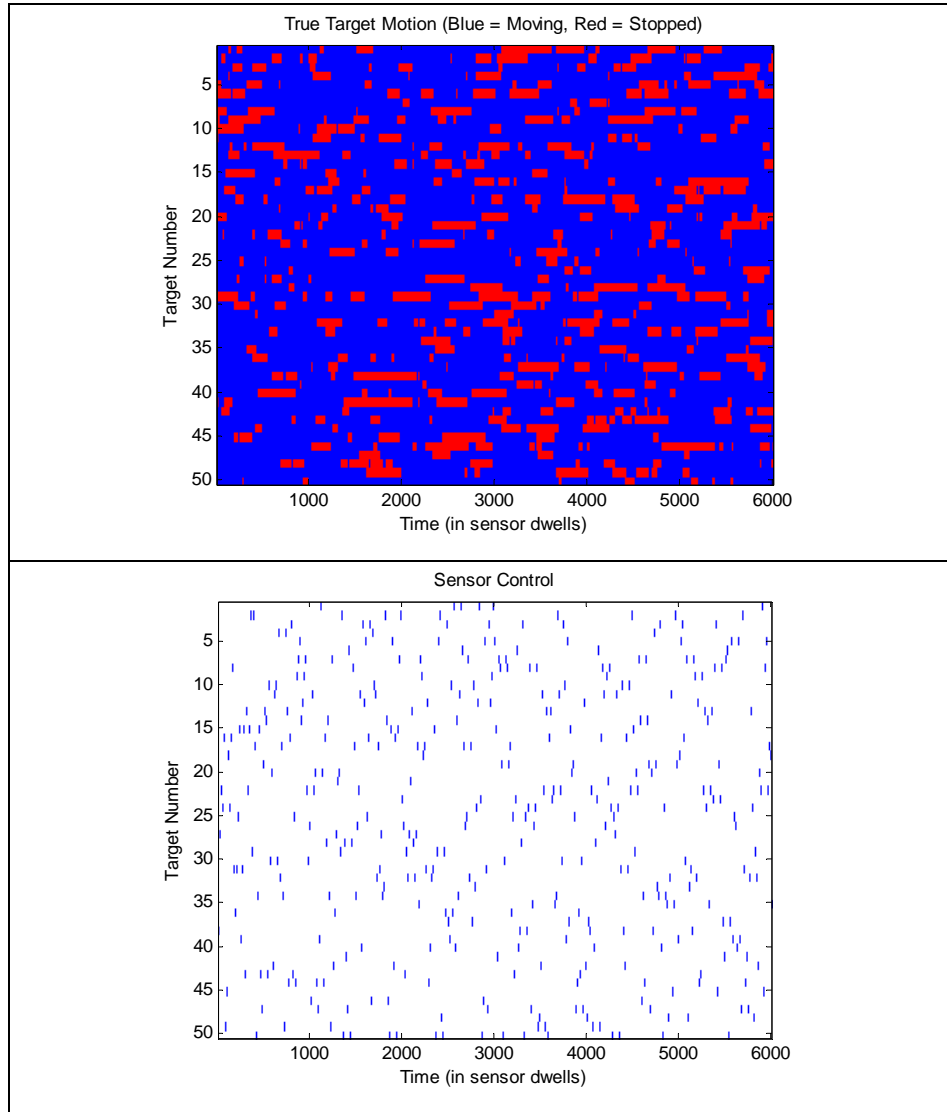 True Target Motion (Blue = Moving, Red = Stopped)
5
10
15
20
25
30
35
40
45
50
Target Number
1000 2000 3000 4000 5000 6000
Time (in sensor dwells)
Sensor Control
5
10
15
20
25
30
35
40
45
50
Target Number
1000 2000 3000 4000 5000 6000
Time (in sensor dwells)